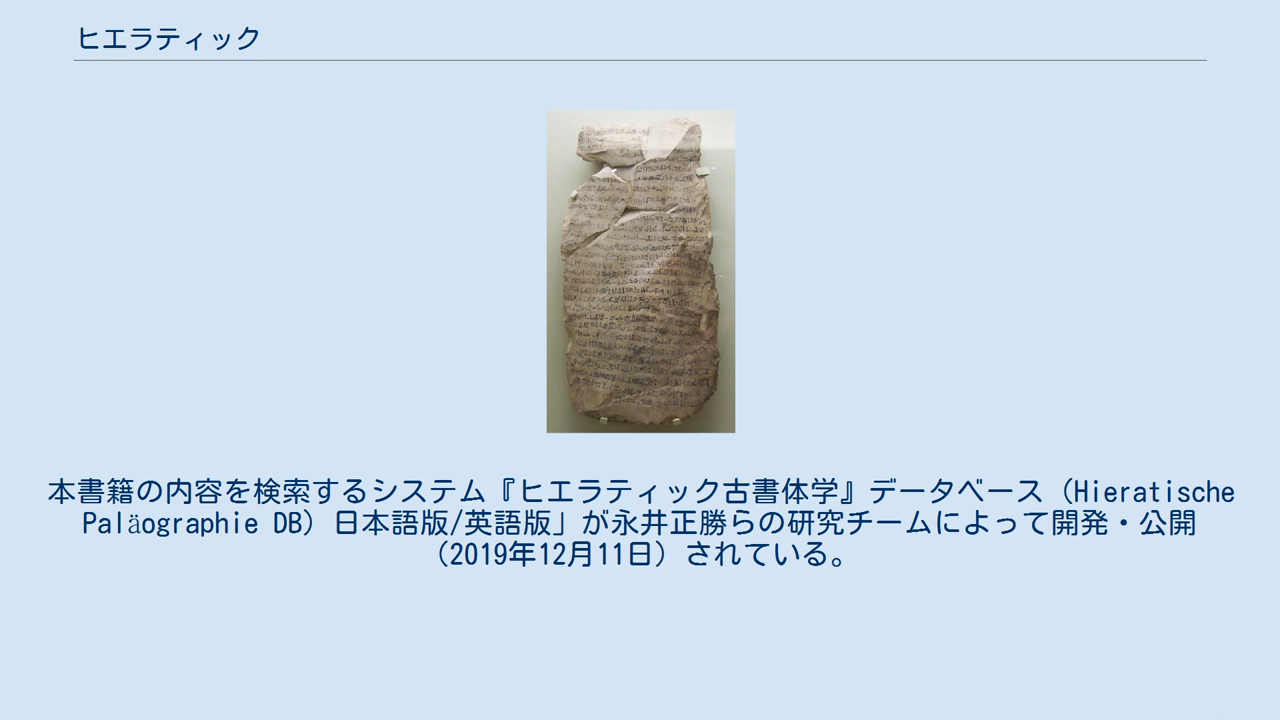 ヒエラティック
本書籍の内容を検索するシステム『ヒエラティック古書体学』データベース（Hieratische
Paläographie DB）日本語版/英語版」が永井正勝らの研究チームによって開発・公開
（2019年12月11日）されている。